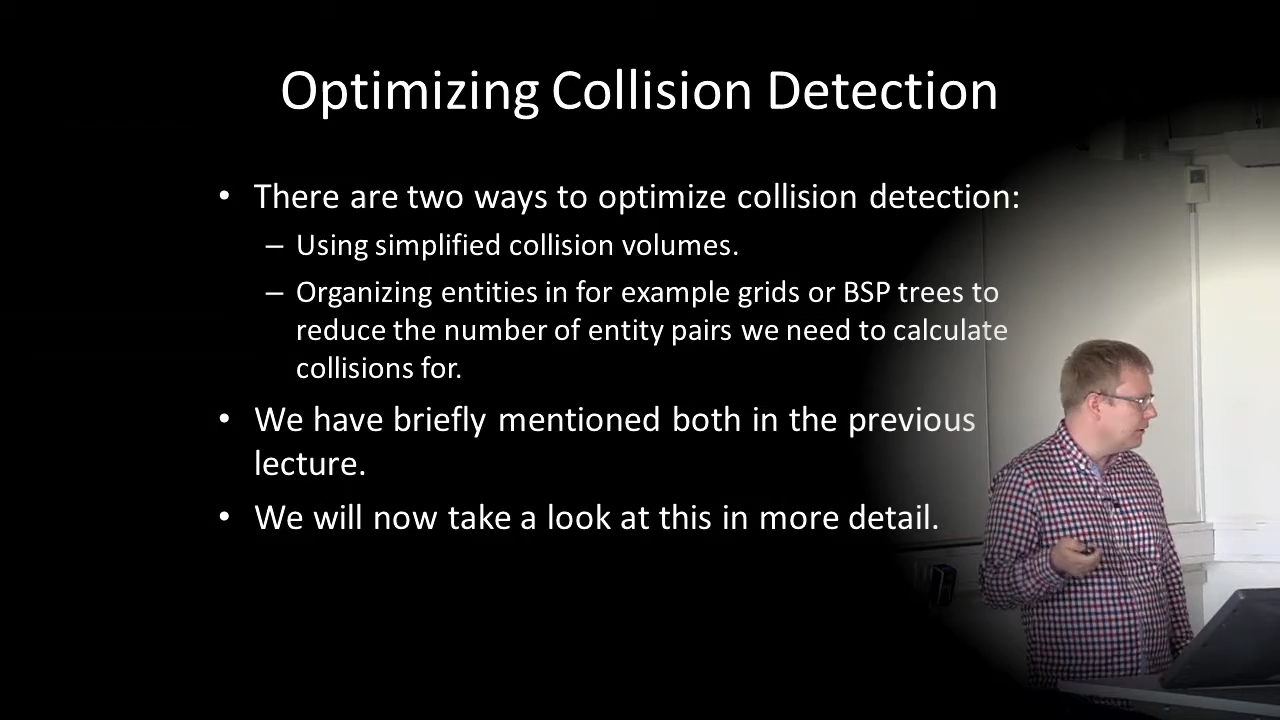 Optimizing Collision Detection
• There are two ways to optimize collision detection:
– Using simplified collision volumes.
– Organizing entities in for example grids or BSP trees to
reduce the number of entity pairs we need to calculate
collisions for.
• We have briefly mentioned both in the previous
lecture.
• We will now take a look at this in more detail.